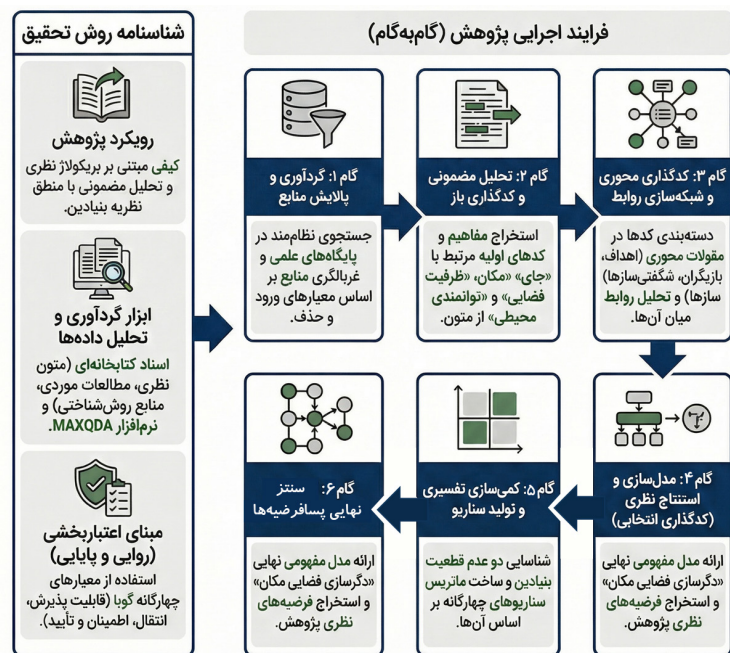 شناسنامه روش تحقیق
رویکرد پژوهش
کیفی مبتنی بر بریکولاژ نظری
و تحلیل مضمونی با منطق
نظریه بنیادین.
ابزار گردآوری و
تحلیل داده‌ها
اسناد کتابخانه‌ای (متون
نظری، مطالعات موردی،
منابع روش‌شناختی) و
نرم‌افزار MAXQDA.
مبنای اعتباربخشی
(روایی و پایایی)
استفاده از معیارهای
چهارگانه گوبا (قابلیت پذیرش،
انتقال، اطمینان و تأیید).
فرایند اجرایی پژوهش (گام‌به‌گام)
گام ۱: گردآوری و
پالایش منابع
جستجوی نظام‌مند در
پایگاه‌های علمی و
غربالگری منابع بر
اساس معیارهای ورود
و حذف.
گام ۲: تحلیل مضمونی
و کدگذاری باز
استخراج مفاهیم و
کدهای اولیه مرتبط با
«جای» «مکان، «ظرفیت
فضایی» و «توانمندی
محیطی» از متون.
گام ۳: کدگذاری محوری
و شبکه‌سازی روابط
دسته‌بندی کدها در
مقولات محوری (اهداف،
بازیگران، شگفتی‌سازها)
سازها) و تحلیل روابط
میان آن‌ها.
گام ۴: مدل‌سازی و
استنتاج نظری
(کدگذاری انتخابی)
ارائه مدل مفهومی نهایی
«دگرسازی فضایی مکان»
و استخراج فرضیه‌های
نظری پژوهش.
گام ۵: کمی‌سازی تفسیری
و تولید سناریو
شناسایی دو عدم قطعیت
بنیادین و ساخت ماتریس
سناریوهای چهارگانه بر
اساس آن‌ها.
گام ۶: سنتز
نهایی پسافرضیه‌ها
ارائه مدل مفهومی نهایی
«دگرسازی فضایی مکان»
و استخراج فرضیه‌های
نظری پژوهش.